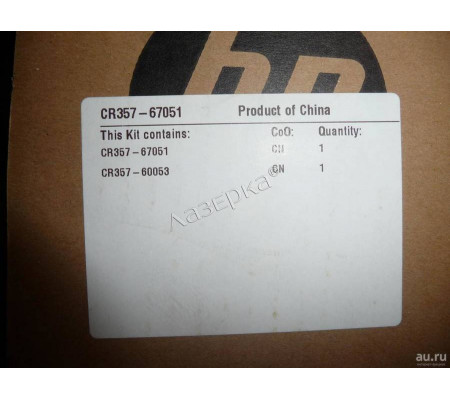 hp
CR357-67051 Product of China
This Kit contains: CoO: Quantity:
CR357-67051 CN 1
CR357-60053 CN 1
Лазерка®
au.ru